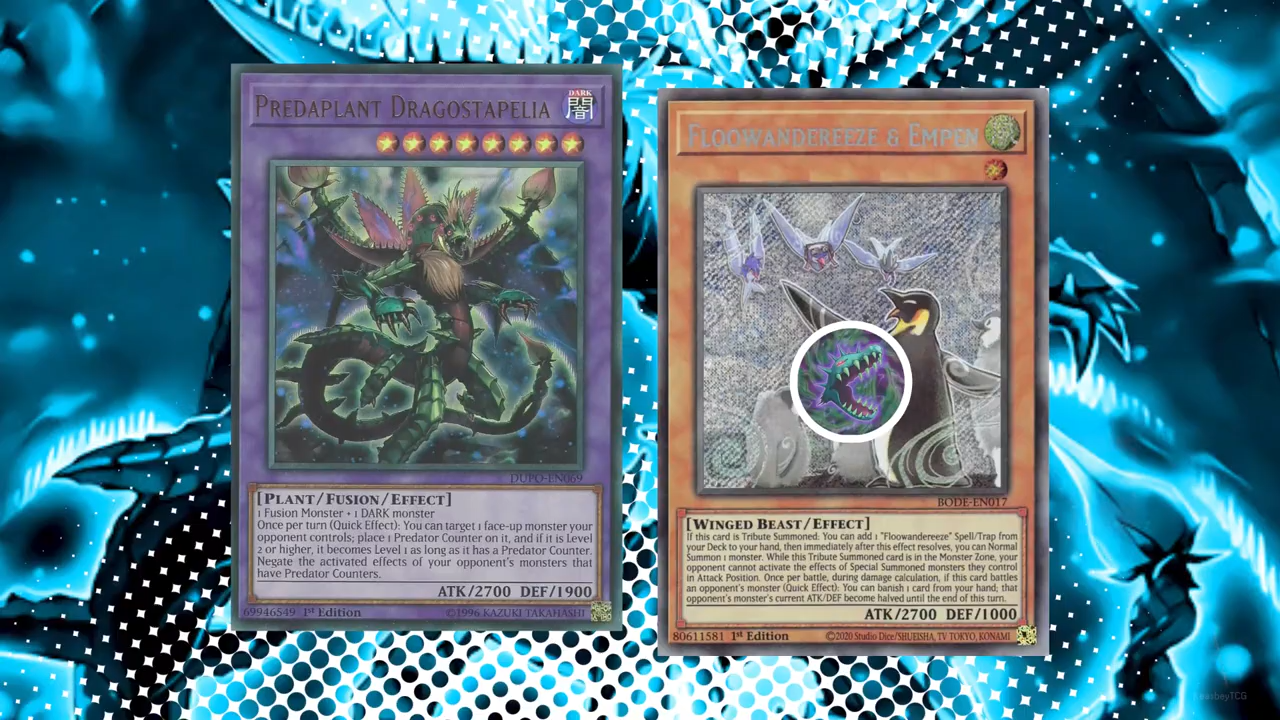 PREDAPLANT DRAGOSTAPELIA
DARK
闇
DUPO-EN069
[PLANT/FUSION/EFFECT]
1 Fusion Monster + 1 DARK monster
Once per turn (Quick Effect): You can target 1 face-up monster your
opponent controls; place 1 Predator Counter on it, and if it is Level
2 or higher, it becomes Level 1 as long as it has a Predator Counter.
Negate the activated effects of your opponent's monsters that
have Predator Counters.
ATK/2700 DEF/1900
69946549 1st Edition ©1996 KAZUKI TAKAHASHI
FLOOWANDEREEZE & EMPEN
BODE-EN017
[WINGED BEAST/EFFECT]
If this card is Tribute Summoned: You can add 1 "Floowandereeze" Spell/Trap from
your Deck to your hand, then immediately after this effect resolves, you can Normal
Summon 1 monster. While this Tribute Summoned card is in the Monster Zone, your
opponent cannot activate the effects of Special Summoned monsters they control
in Attack Position. Once per battle, during damage calculation, if this card battles
an opponent's monster (Quick Effect): You can banish 1 card from your hand; that
opponent's monster's current ATK/DEF become halved until the end of this turn.
ATK/2700 DEF/1000
80611581 1st Edition ©2020 Studio Dice/SHUEISHA, TV TOKYO, KONAMI